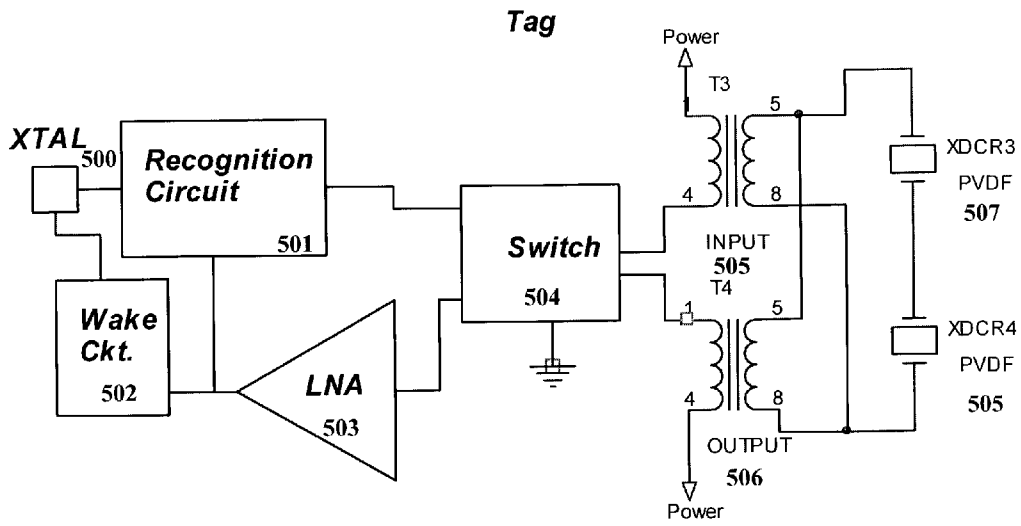 Tag
Power
T3
1
5
XTAL
500
Recognition
Circuit
501
XDCR3
PVDF
507
4
8
Switch
504
INPUT
505
T4
1
5
Wake
Ckt.
502
LNA
503
XDCR4
PVDF
505
4
8
OUTPUT
506
Power